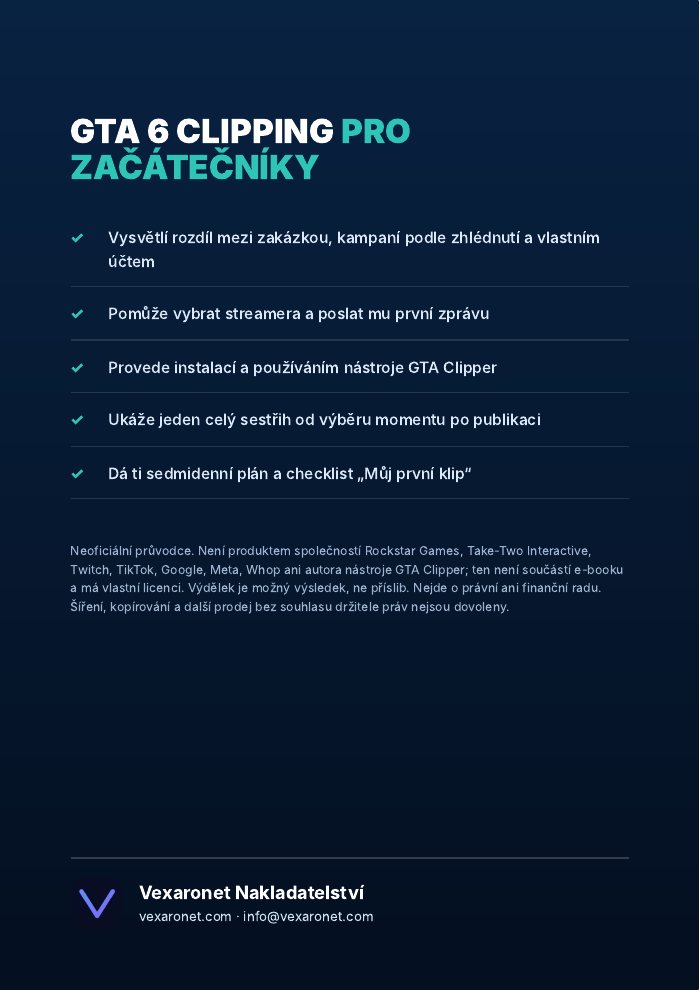 GTA 6 CLIPPING PRO
ZAČÁTEČNÍKY
Vysvětlí rozdíl mezi zakázkou, kampaní podle zhlédnutí a vlastním
účtem
Pomůže vybrat streamera a poslat mu první zprávu
Provede instalací a používáním nástroje GTA Clipper
Ukáže jeden celý sestřih od výběru momentu po publikaci
Dá ti sedmidenní plán a checklist „Můj první klip“
Neoficiální průvodce. Není produktem společností Rockstar Games, Take-Two Interactive,
Twitch, TikTok, Google, Meta, Whop ani autora nástroje GTA Clipper; ten není součástí e-booku
a má vlastní licenci. Výdělek je možný výsledek, ne příslib. Nejde o právní ani finanční radu.
Šíření, kopírování a další prodej bez souhlasu držitele práv nejsou dovoleny.
Vexaronet Nakladatelství
vexaronet.com · info@vexaronet.com